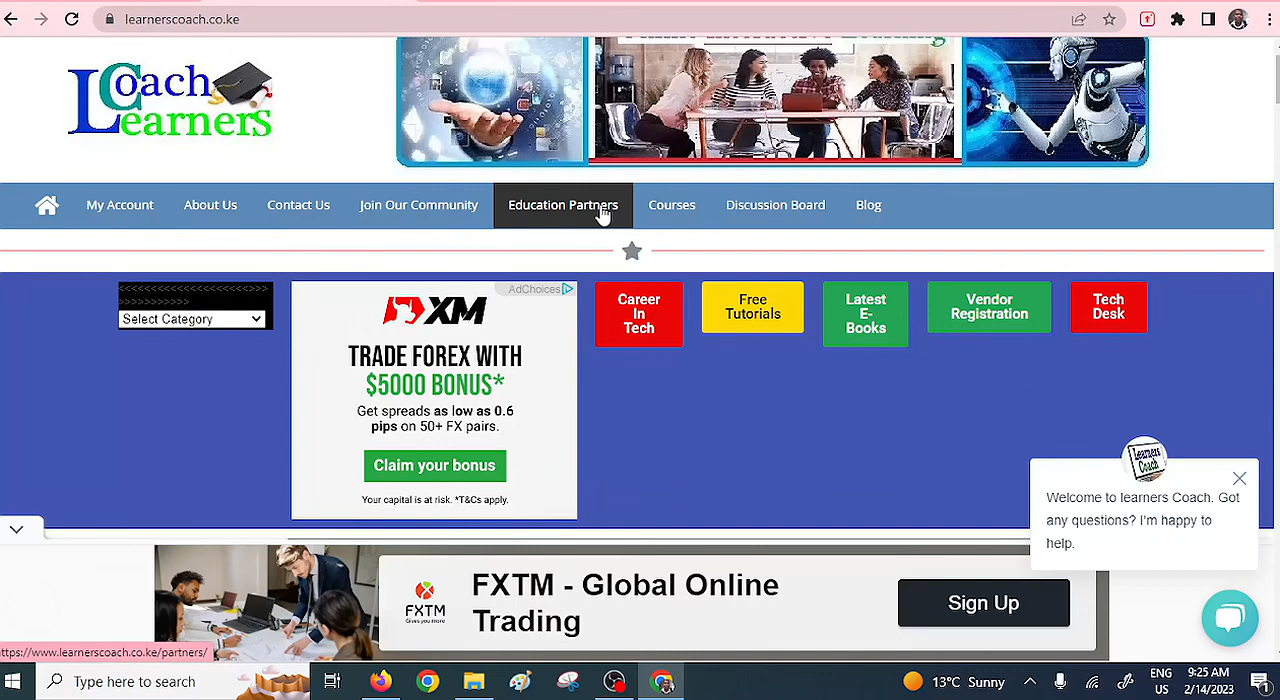 learnerscoach.co.ke
Coach
Learners
My Account
About Us
Contact Us
Join Our Community
Education Partners
Courses
Discussion Board
Blog
<<<<<<<<<<<<<<<<<<<<<>>>
>>>>>>>>>>>
Select Category
AdChoices
XM
TRADE FOREX WITH
$5000 BONUS*
Get spreads as low as 0.6
pips on 50+ FX pairs.
Claim your bonus
Your capital is at risk. *T&Cs apply.
Career
In
Tech
Free
Tutorials
Latest
E-
Books
Vendor
Registration
Tech
Desk
Learners
Coach
Welcome to learners Coach. Got
any questions? I'm happy to
help.
FXTM
Gives you more
FXTM - Global Online
Trading
Sign Up
https://www.learnerscoach.co.ke/partners/
Type here to search
13°C Sunny
ENG
US
9:25 AM
2/14/2023